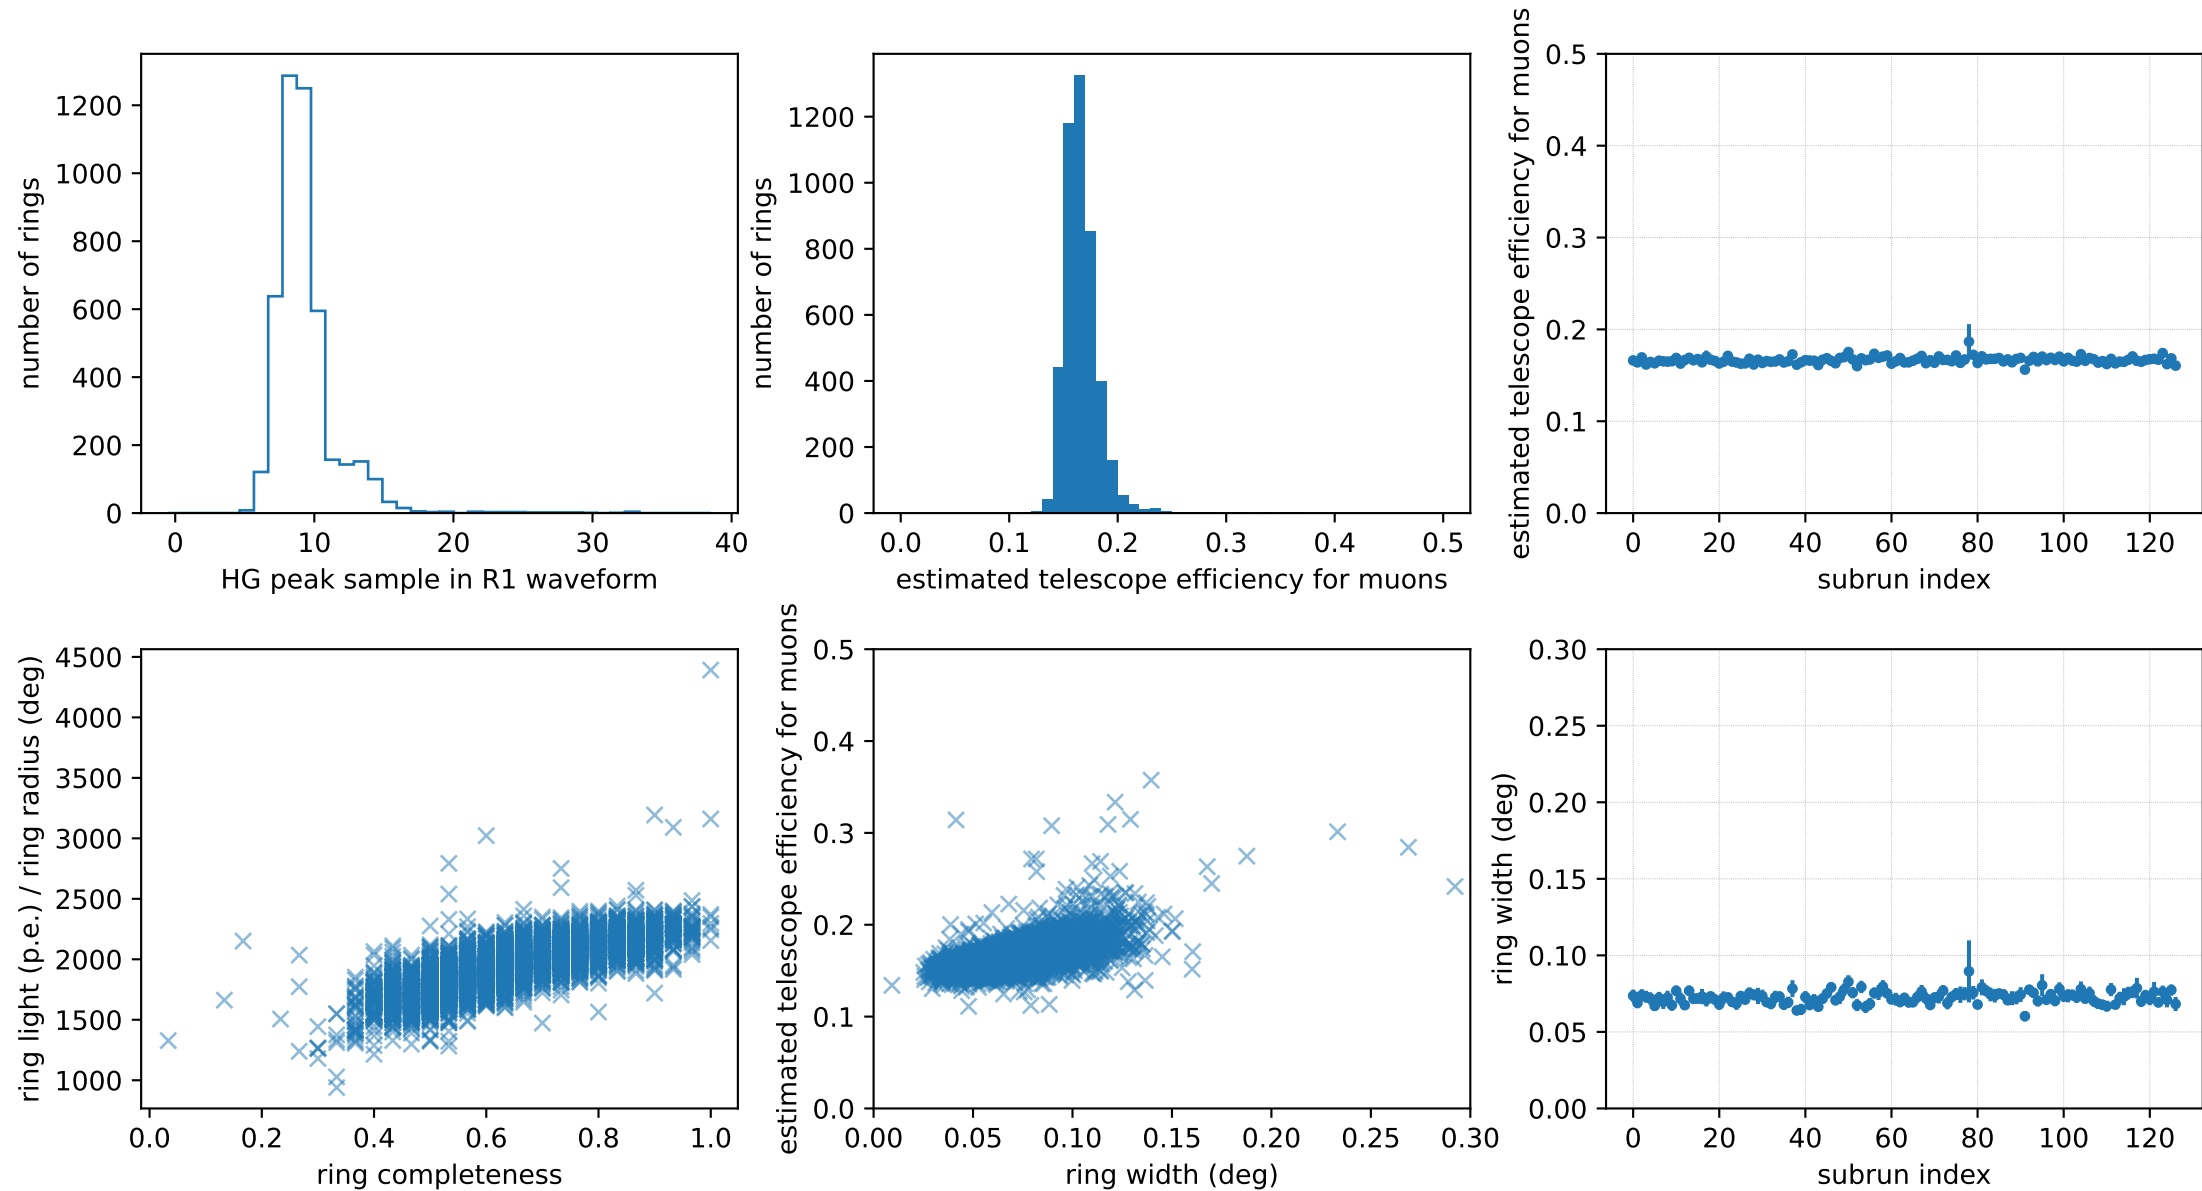 number of rings
1200
1000
800
600
400
200
0
0 10 20 30 40
HG peak sample in R1 waveform
number of rings
1200
1000
800
600
400
200
0
0.0 0.1 0.2 0.3 0.4 0.5
estimated telescope efficiency for muons
estimated telescope efficiency for muons
0.5
0.4
0.3
0.2
0.1
0.0
0 20 40 60 80 100 120
subrun index
ring light (p.e.) / ring radius (deg)
4500
4000
3500
3000
2500
2000
1500
1000
0.0 0.2 0.4 0.6 0.8 1.0
ring completeness
estimated telescope efficiency for muons
0.5
0.4
0.3
0.2
0.1
0.0
0.00 0.05 0.10 0.15 0.20 0.25 0.30
ring width (deg)
ring width (deg)
0.30
0.25
0.20
0.15
0.10
0.05
0.00
0 20 40 60 80 100 120
subrun index